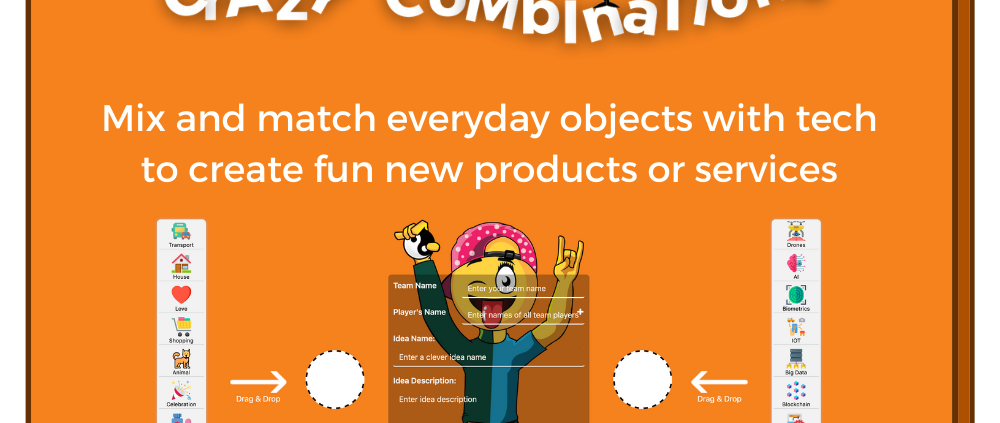 CRAZY COMBINATIONS
Mix and match everyday objects with tech
to create fun new products or services
Transport
House
Love
Shopping
Animal
Celebration
Drag & Drop
Team Name
Enter your team name
Player's Name
Enter names of all team players
+
Idea Name:
Enter a clever idea name
Idea Description:
Enter idea description
Drag & Drop
Drones
AI
Biometrics
IOT
Big Data
Blockchain